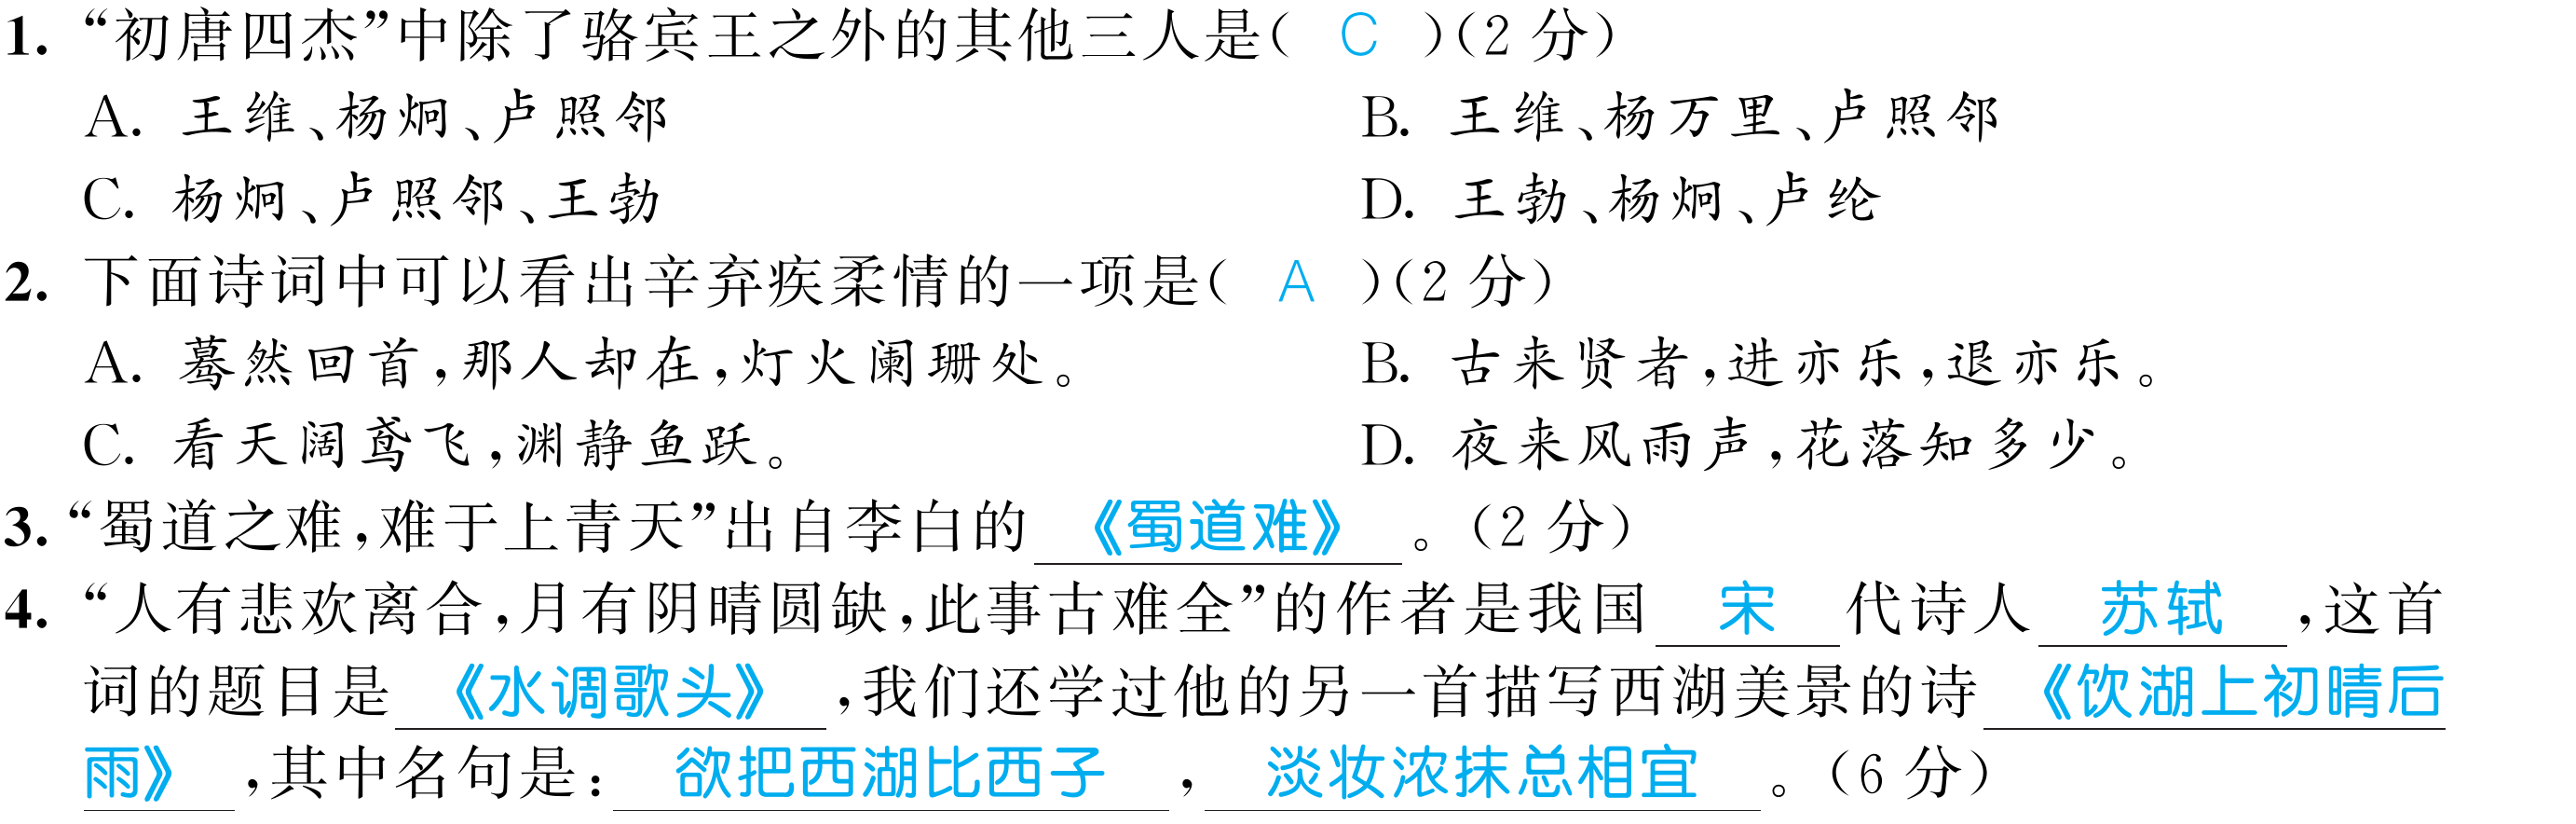 1. “初唐四杰”中除了骆宾王之外的其他三人是( C )(2 分)
A. 王维、杨炯、卢照邻 B. 王维、杨万里、卢照邻
C. 杨炯、卢照邻、王勃 D. 王勃、杨炯、卢纶
2. 下面诗词中可以看出辛弃疾柔情的一项是( A )(2 分)
A. 蓦然回首,那人却在,灯火阑珊处。 B. 古来贤者,进亦乐,退亦乐。
C. 看天阔鸢飞,渊静鱼跃。 D. 夜来风雨声,花落知多少。
3. “蜀道之难,难于上青天”出自李白的 《蜀道难》 。(2 分)
4. “人有悲欢离合,月有阴晴圆缺,此事古难全”的作者是我国 宋 代诗人 苏轼 ,这首
词的题目是 《水调歌头》 ,我们还学过他的另一首描写西湖美景的诗 《饮湖上初晴后
雨》 ,其中名句是: 欲把西湖比西子 , 淡妆浓抹总相宜 。(6 分)